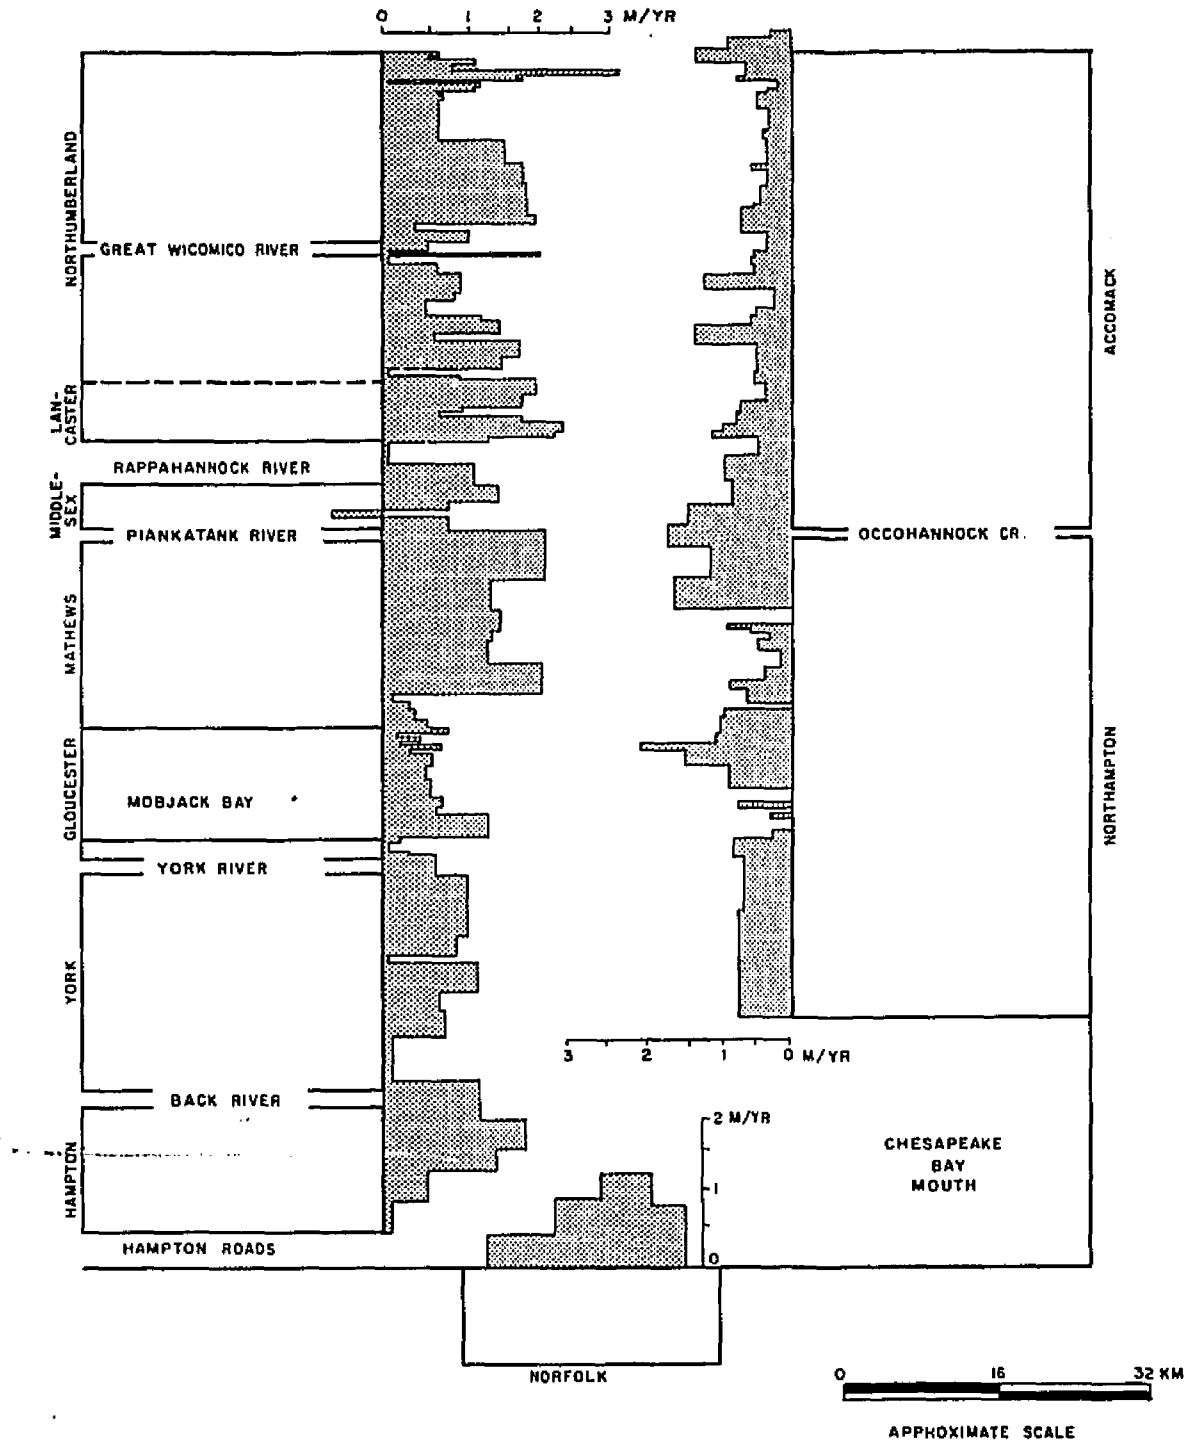 0 1 2 3 M/YR
NORTHUMBERLAND
GREAT WICOMICO RIVER
LAN-
CASTER
RAPPAHANNOCK RIVER
MIDDLE-
SEX
PIANKATANK RIVER
MATHEWS
GLOUCESTER
MOBJACK BAY
YORK RIVER
YORK
BACK RIVER
HAMPTON
HAMPTON ROADS
ACCOMACK
OCCOHANNOCK CR.
NORTHAMPTON
3 2 1 0 M/YR
2 M/YR
1
0
CHESAPEAKE
BAY
MOUTH
NORFOLK
0 16 32 KM
APPROXIMATE SCALE